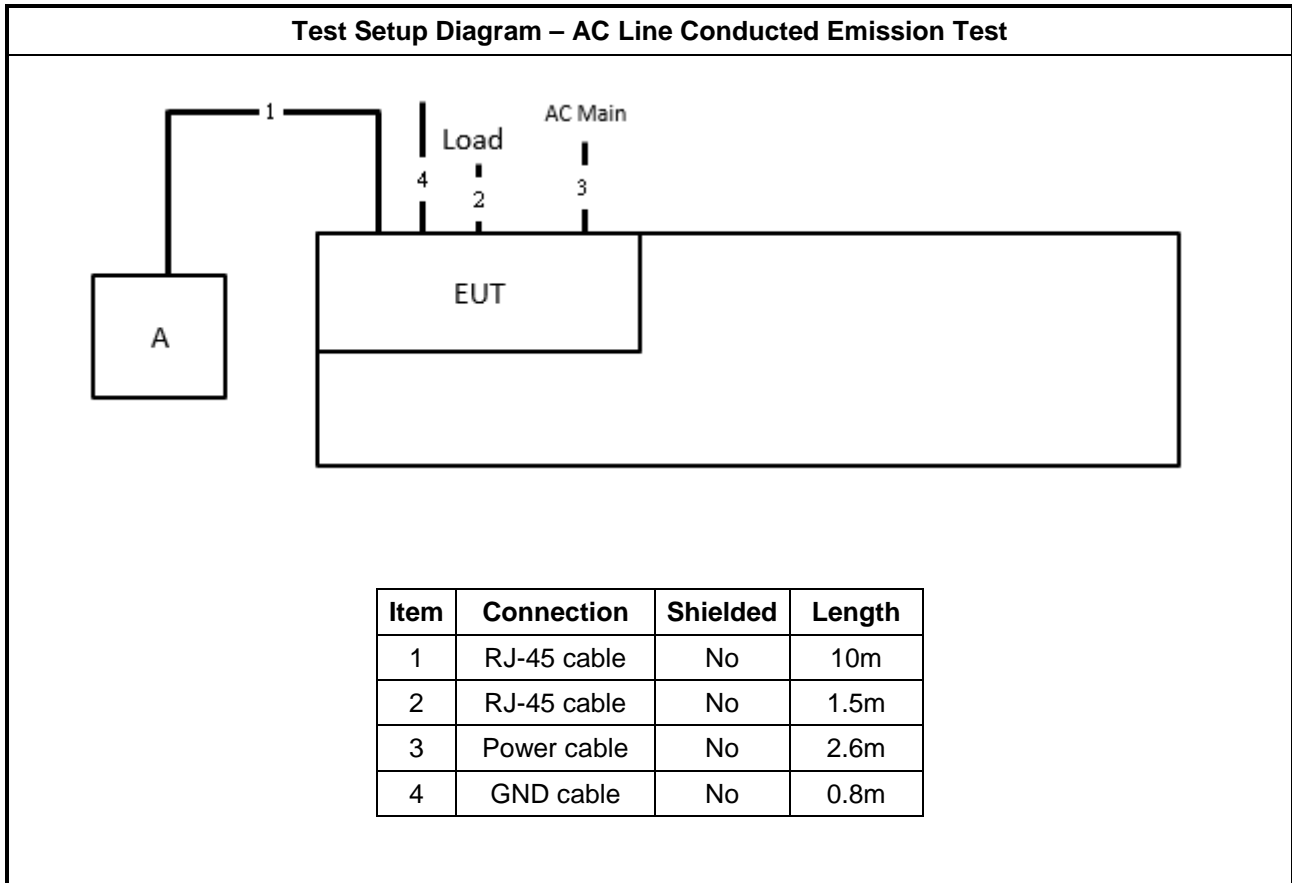 Test Setup Diagram – AC Line Conducted Emission Test
1
AC Main
Load
4
2
3
EUT
A
Item Connection Shielded Length
1 RJ-45 cable No 10m
2 RJ-45 cable No 1.5m
3 Power cable No 2.6m
4 GND cable No 0.8m